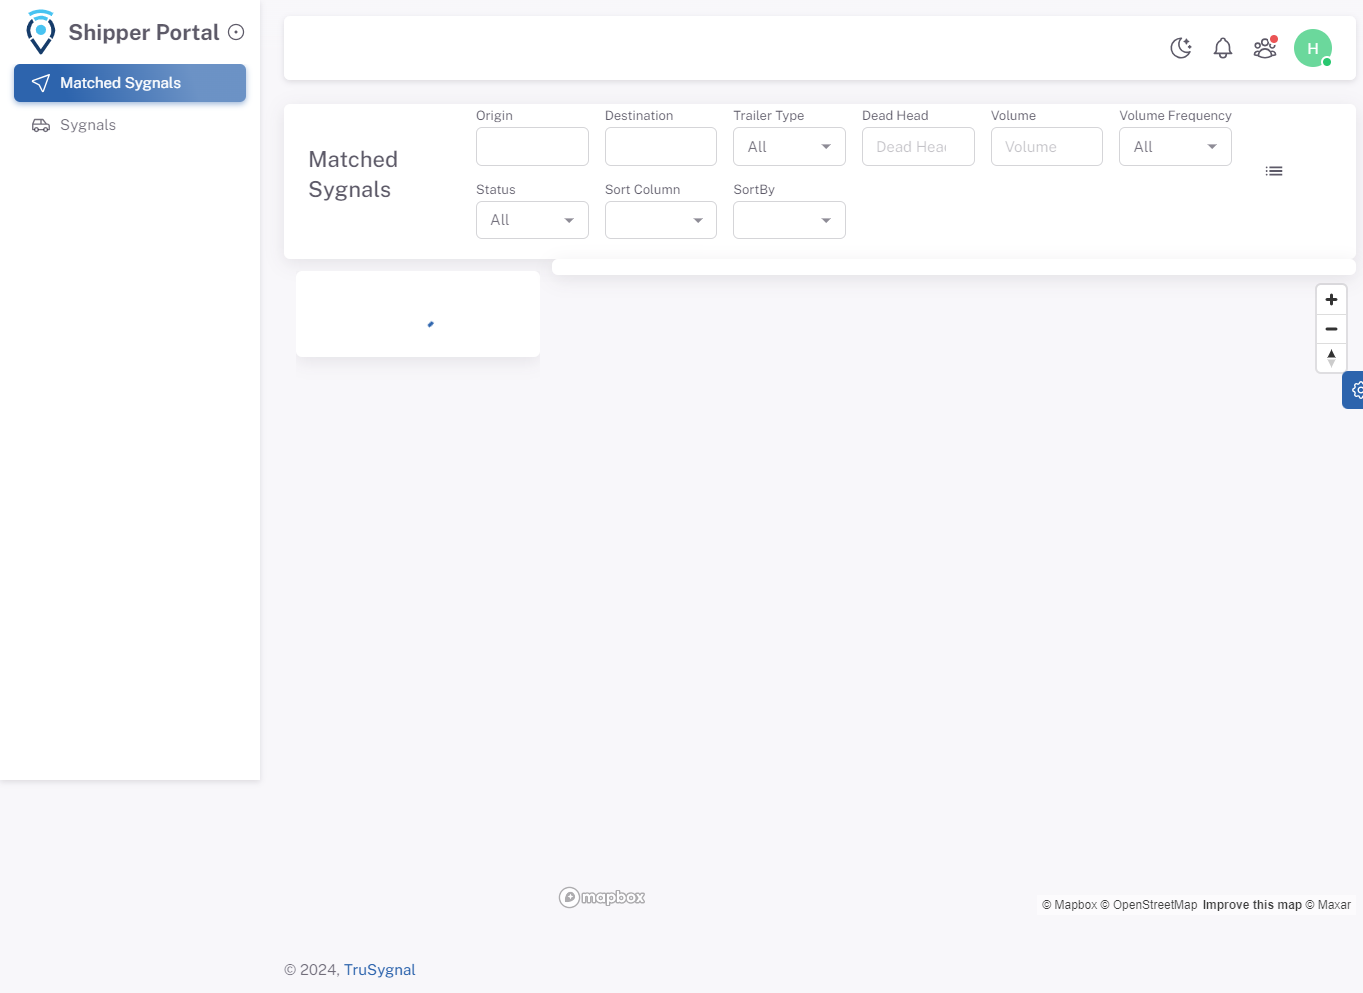 Shipper Portal
Matched Sygnals
Sygnals
H
Matched
Sygnals
Origin
Destination
Trailer Type
Dead Head
Volume
Volume Frequency
All
Dead Head
Volume
All
Status
Sort Column
SortBy
All
mapbox
© Mapbox © OpenStreetMap Improve this map © Maxar
© 2024, TruSygnal